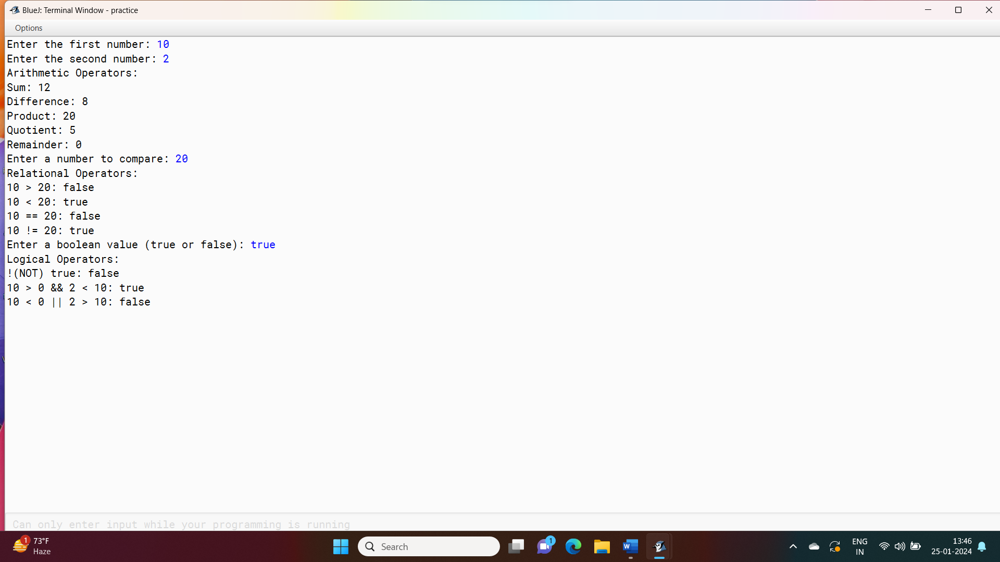 BlueJ: Terminal Window - practice
Options
Enter the first number: 10
Enter the second number: 2
Arithmetic Operators:
Sum: 12
Difference: 8
Product: 20
Quotient: 5
Remainder: 0
Enter a number to compare: 20
Relational Operators:
10 > 20: false
10 < 20: true
10 == 20: false
10 != 20: true
Enter a boolean value (true or false): true
Logical Operators:
!(NOT) true: false
10 > 0 && 2 < 10: true
10 < 0 || 2 > 10: false
Can only enter input while your programming is running
1
73°F
Haze
Search
1
W
ENG
IN
13:46
25-01-2024